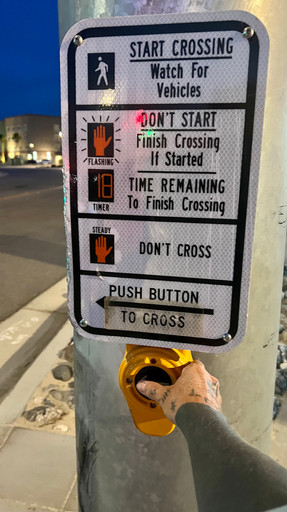 START CROSSING
Watch For
Vehicles
DON'T START
Finish Crossing
If Started
FLASHING
18
TIME REMAINING
To Finish Crossing
TIMER
STEADY
DON'T CROSS
PUSH BUTTON
TO CROSS